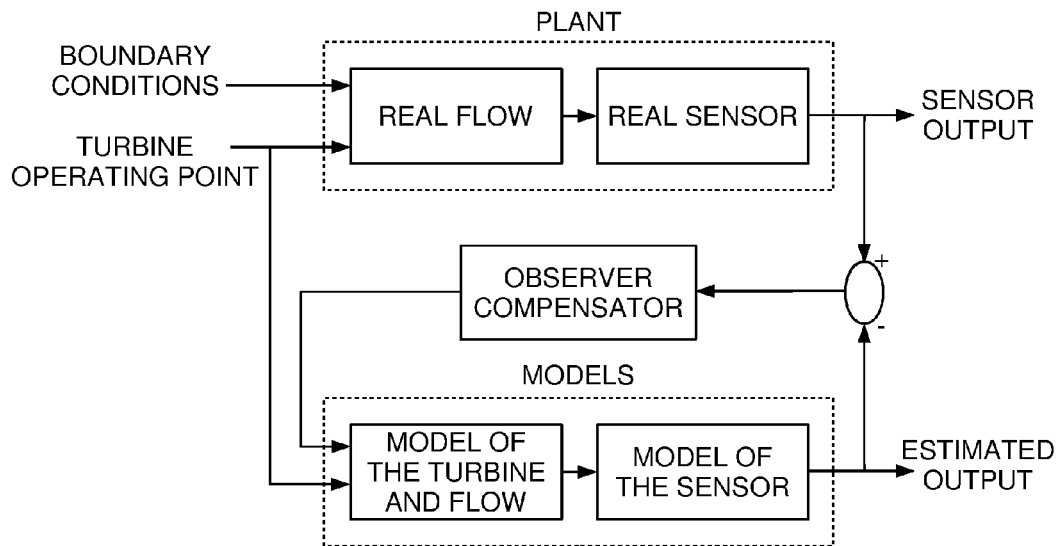 PLANT
BOUNDARY
CONDITIONS
REAL FLOW
REAL SENSOR
SENSOR
OUTPUT
TURBINE
OPERATING POINT
+
OBSERVER
COMPENSATOR
-
MODELS
MODEL OF
THE TURBINE
AND FLOW
MODEL OF
THE SENSOR
ESTIMATED
OUTPUT